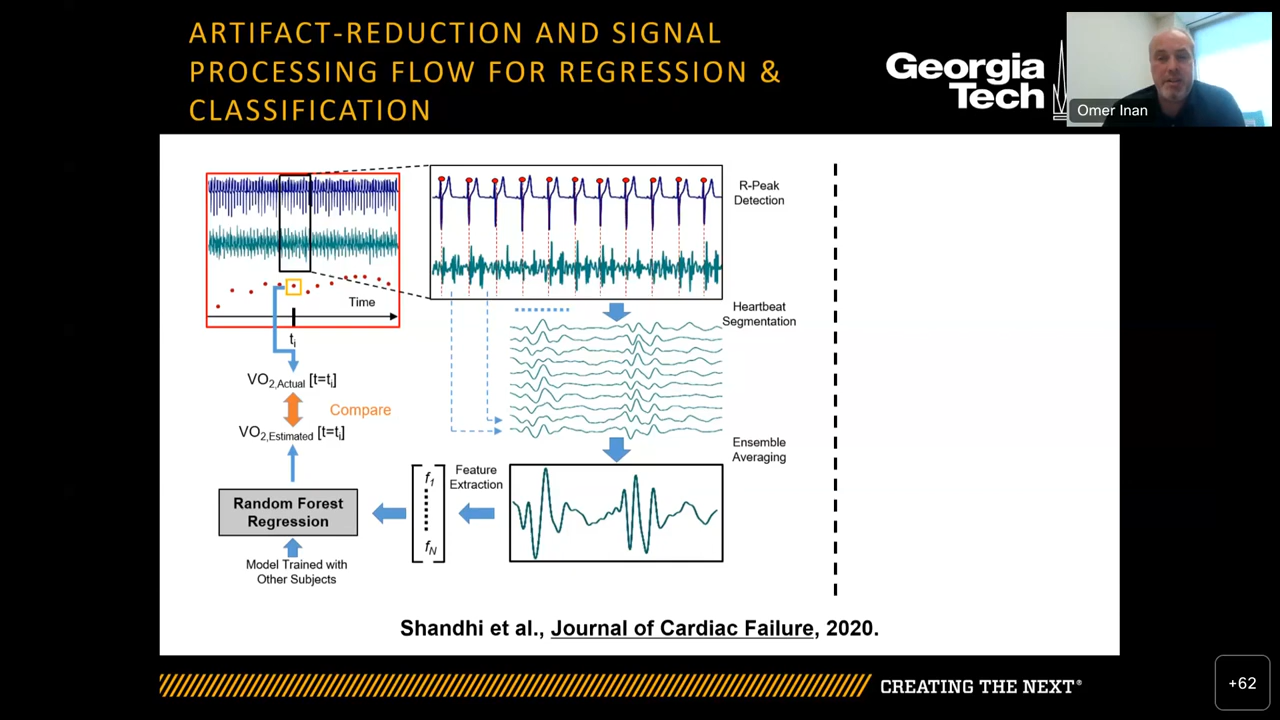 ARTIFACT-REDUCTION AND SIGNAL
PROCESSING FLOW FOR REGRESSION &
CLASSIFICATION
Georgia
Tech
Omer Inan
R-Peak
Detection
Time
Heartbeat
Segmentation
ti
VO2,Actual [t=ti]
Compare
VO2,Estimated [t=ti]
Ensemble
Averaging
Feature
Extraction
f1
fN
Random Forest
Regression
Model Trained with
Other Subjects
Shandhi et al., Journal of Cardiac Failure, 2020.
CREATING THE NEXT®
+62